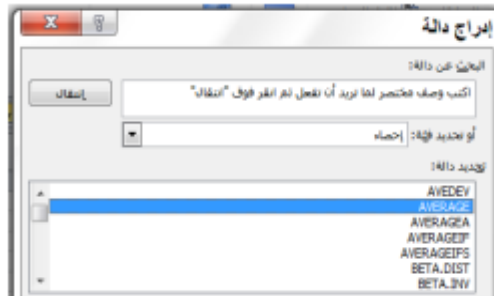 إدراج دالة
البحث عن دالة:
اكتب وصف مختصر لما تريد أن تفعل ثم انقر فوق "انتقال"
انتقال
أو تحديد فئة: إحصاء
تحديد دالة:
AVEDEV
AVERAGE
AVERAGEA
AVERAGEIF
AVERAGEIFS
BETA.DIST
BETA.INV